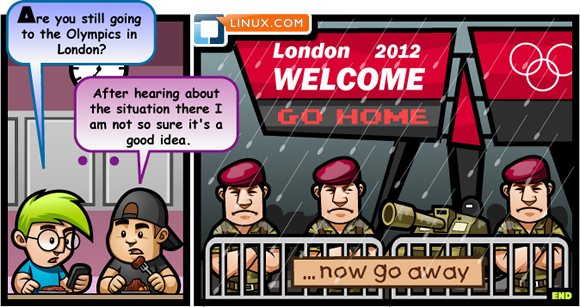 Are you still going
to the Olympics in
London?
After hearing about
the situation there I
am not so sure it's a
good idea.
LINUX.COM
London 2012
WELCOME
GO HOME
...now go away
END